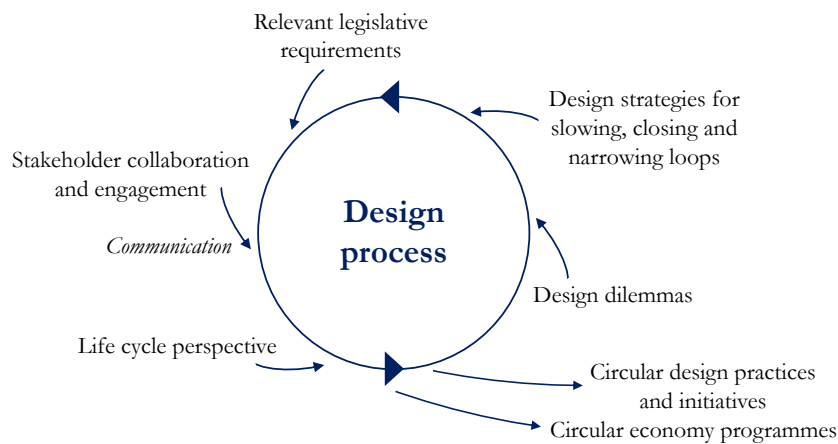 Relevant legislative
requirements
Design strategies for
slowing, closing and
narrowing loops
Stakeholder collaboration
and engagement
Design
process
Communication
Design dilemmas
Life cycle perspective
Circular design practices
and initiatives
Circular economy programmes